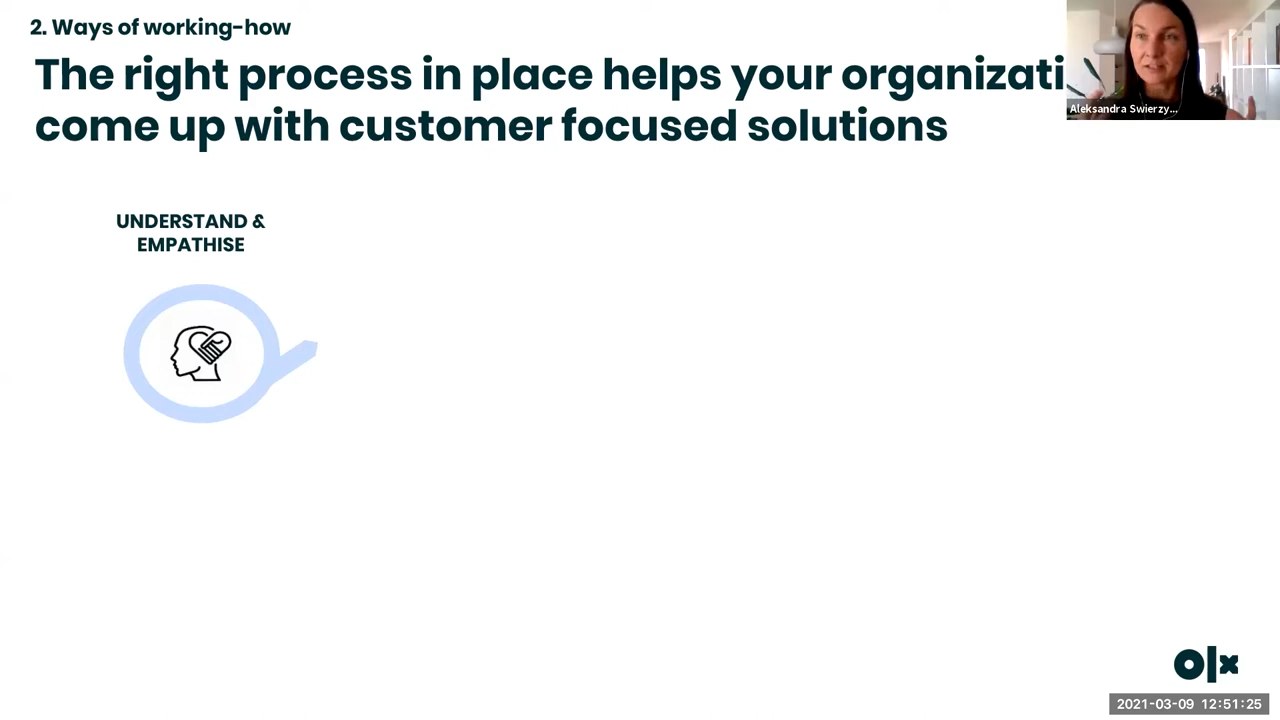 2. Ways of working-how
The right process in place helps your organizati
come up with customer focused solutions
Aleksandra Swierzy...
UNDERSTAND &
EMPATHISE
olx
2021-03-09 12:51:25